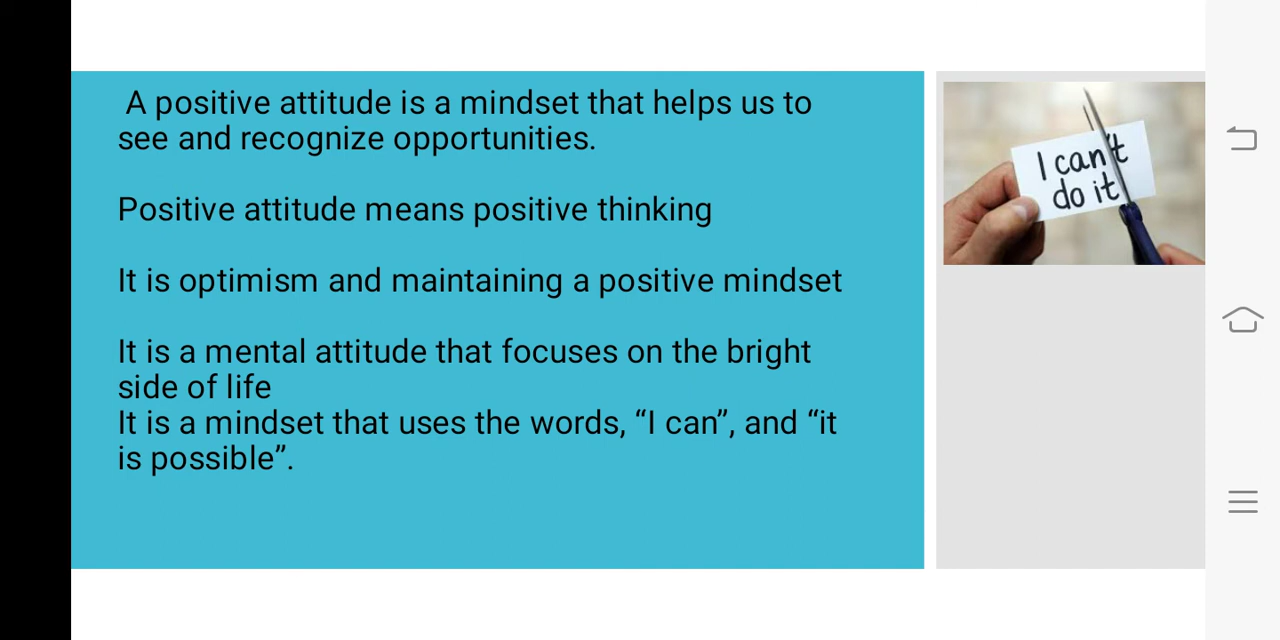 A positive attitude is a mindset that helps us to
see and recognize opportunities.
Positive attitude means positive thinking
It is optimism and maintaining a positive mindset
It is a mental attitude that focuses on the bright
side of life
It is a mindset that uses the words, “I can”, and “it
is possible”.
I can't
do it